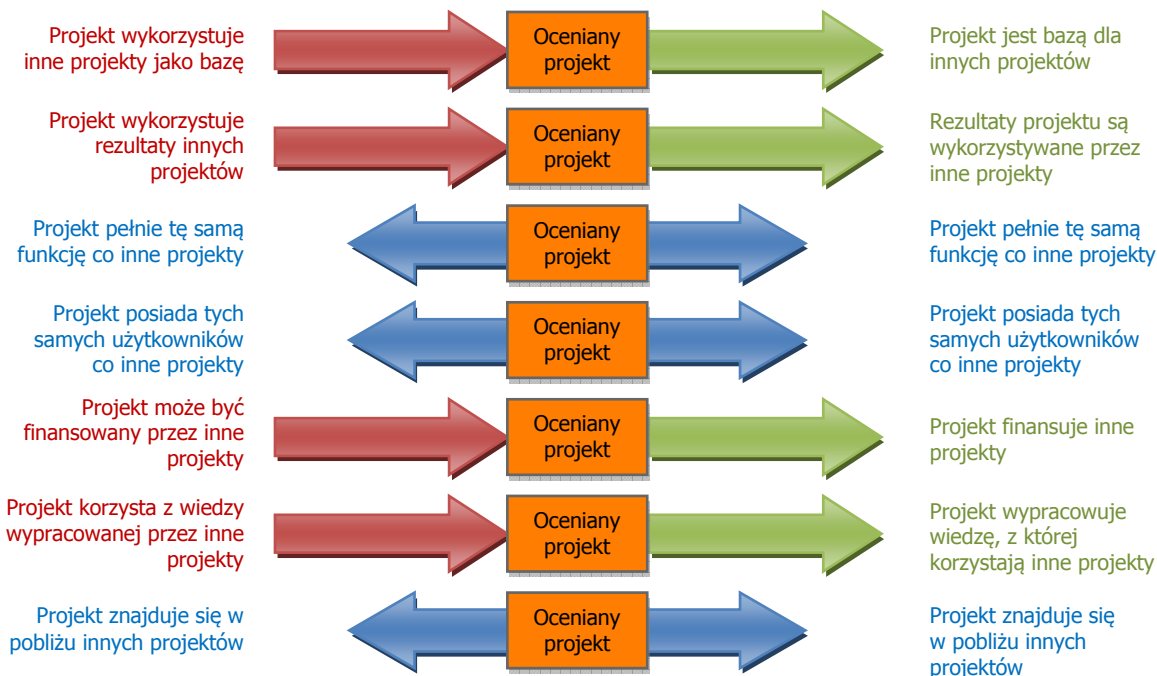 Projekt wykorzystuje
inne projekty jako bazę
Oceniany
projekt
Projekt jest bazą dla
innych projektów
Projekt wykorzystuje
rezultaty innych
projektów
Oceniany
projekt
Rezultaty projektu są
wykorzystywane przez
inne projekty
Projekt pełnie tę samą
funkcję co inne projekty
Oceniany
projekt
Projekt pełnie tę samą
funkcję co inne projekty
Projekt posiada tych
samych użytkowników
co inne projekty
Oceniany
projekt
Projekt posiada tych
samych użytkowników
co inne projekty
Projekt może być
finansowany przez inne
projekty
Oceniany
projekt
Projekt finansuje inne
projekty
Projekt korzysta z wiedzy
wypracowanej przez inne
projekty
Oceniany
projekt
Projekt wypracowuje
wiedzę, z której
korzystają inne projekty
Projekt znajduje się w
pobliżu innych projektów
Oceniany
projekt
Projekt znajduje się
w pobliżu innych
projektów